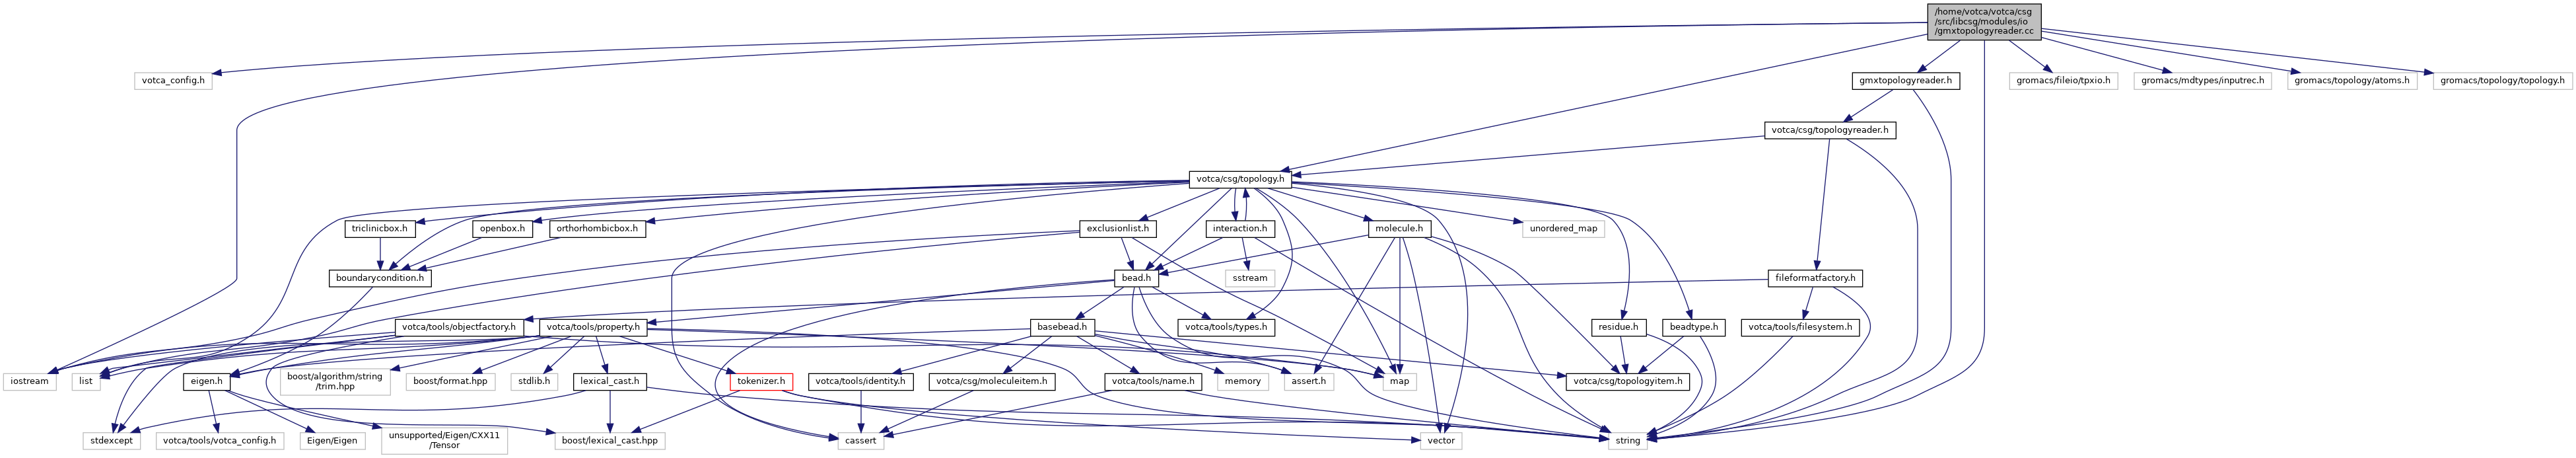 /home/votca/votca/csg
/src/libcsg/modules/io
/gmxtopologyreader.cc
votca_config.h
gmxtopologyreader.h
gromacs/fileio/tpxio.h
gromacs/mdtypes/inputrec.h
gromacs/topology/atoms.h
gromacs/topology/topology.h
votca/csg/topologyreader.h
votca/csg/topology.h
triclinicbox.h
openbox.h
orthorhombicbox.h
exclusionlist.h
interaction.h
molecule.h
unordered_map
boundarycondition.h
bead.h
sstream
fileformatfactory.h
votca/tools/objectfactory.h
votca/tools/property.h
basebead.h
votca/tools/types.h
residue.h
beadtype.h
votca/tools/filesystem.h
iostream
list
eigen.h
boost/algorithm/string
/trim.hpp
boost/format.hpp
stdlib.h
lexical_cast.h
tokenizer.h
votca/tools/identity.h
votca/csg/moleculeitem.h
votca/tools/name.h
memory
assert.h
map
votca/csg/topologyitem.h
stdexcept
votca/tools/votca_config.h
Eigen/Eigen
unsupported/Eigen/CXX11
/Tensor
boost/lexical_cast.hpp
cassert
vector
string